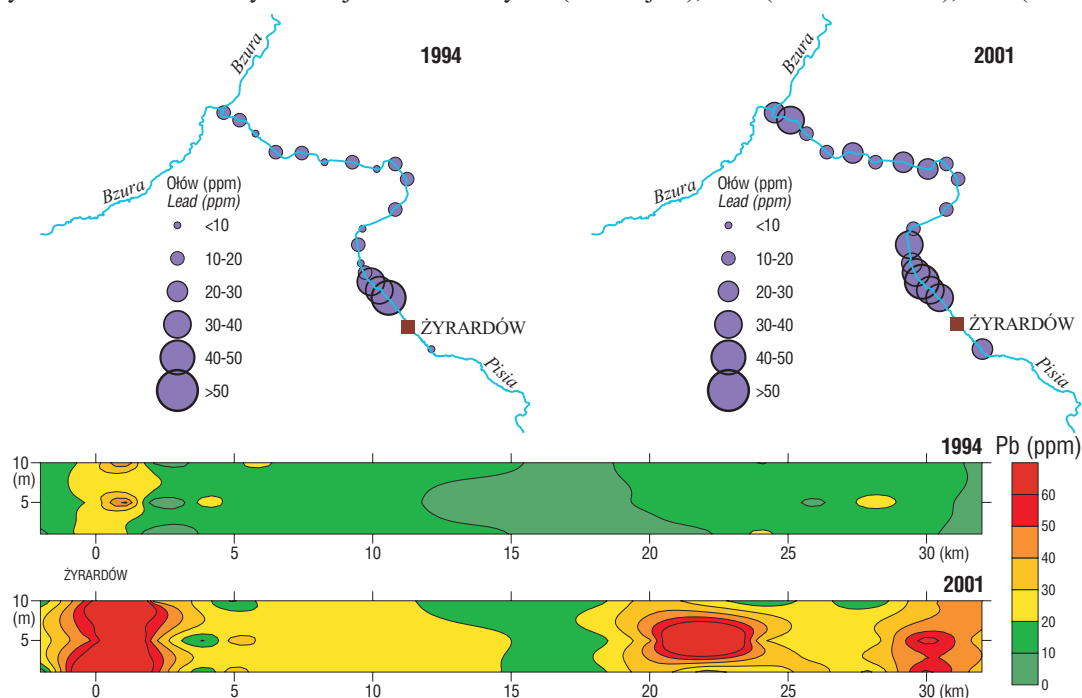 1994
2001
Bzura
Bzura
Bzura
Bzura
Ołów (ppm)
Lead (ppm)
<10
10-20
20-30
30-40
40-50
>50
ŻYRARDÓW
Pisia
Ołów (ppm)
Lead (ppm)
<10
10-20
20-30
30-40
40-50
>50
ŻYRARDÓW
Pisia
1994 Pb (ppm)
10
(m)
5
0 5 10 15 20 25 30 (km)
ŻYRARDÓW
2001
10
(m)
5
0 5 10 15 20 25 30 (km)
60
50
40
30
20
10
0